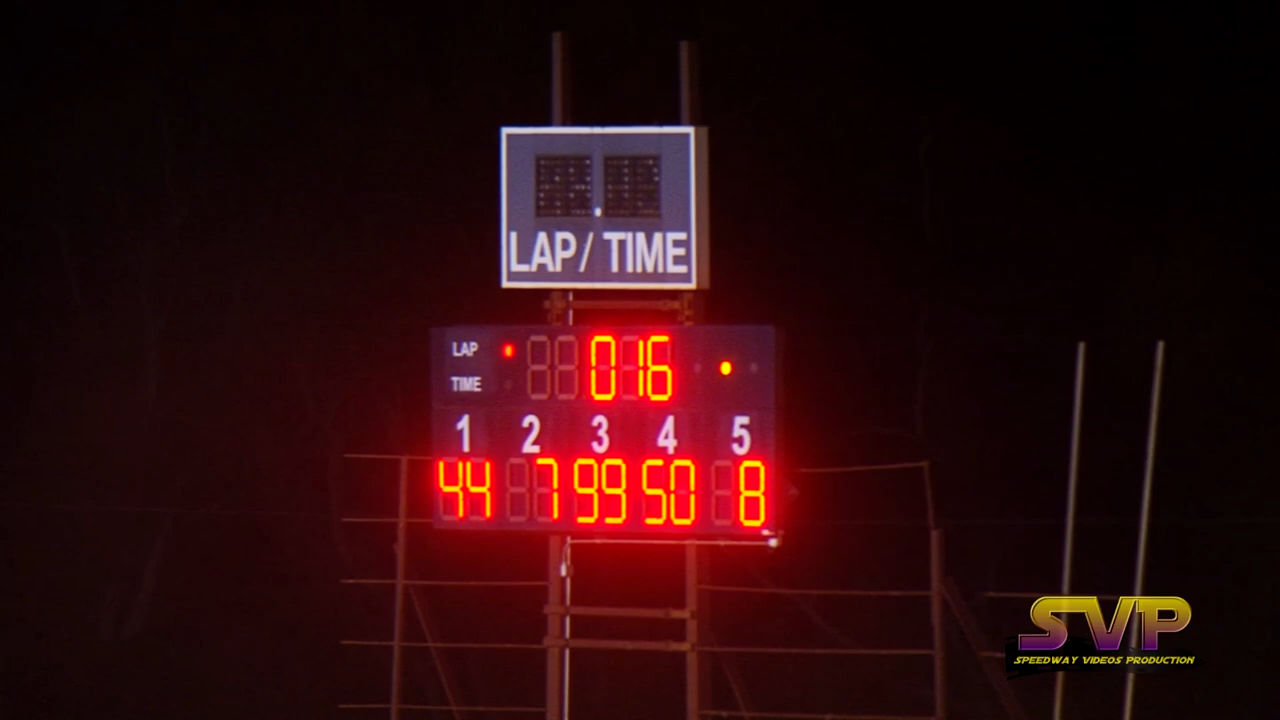 LAP/ TIME
LAP 016
TIME
1 2 3 4 5
44 7 99 50 8
SVP
SPEEDWAY VIDEOS PRODUCTION